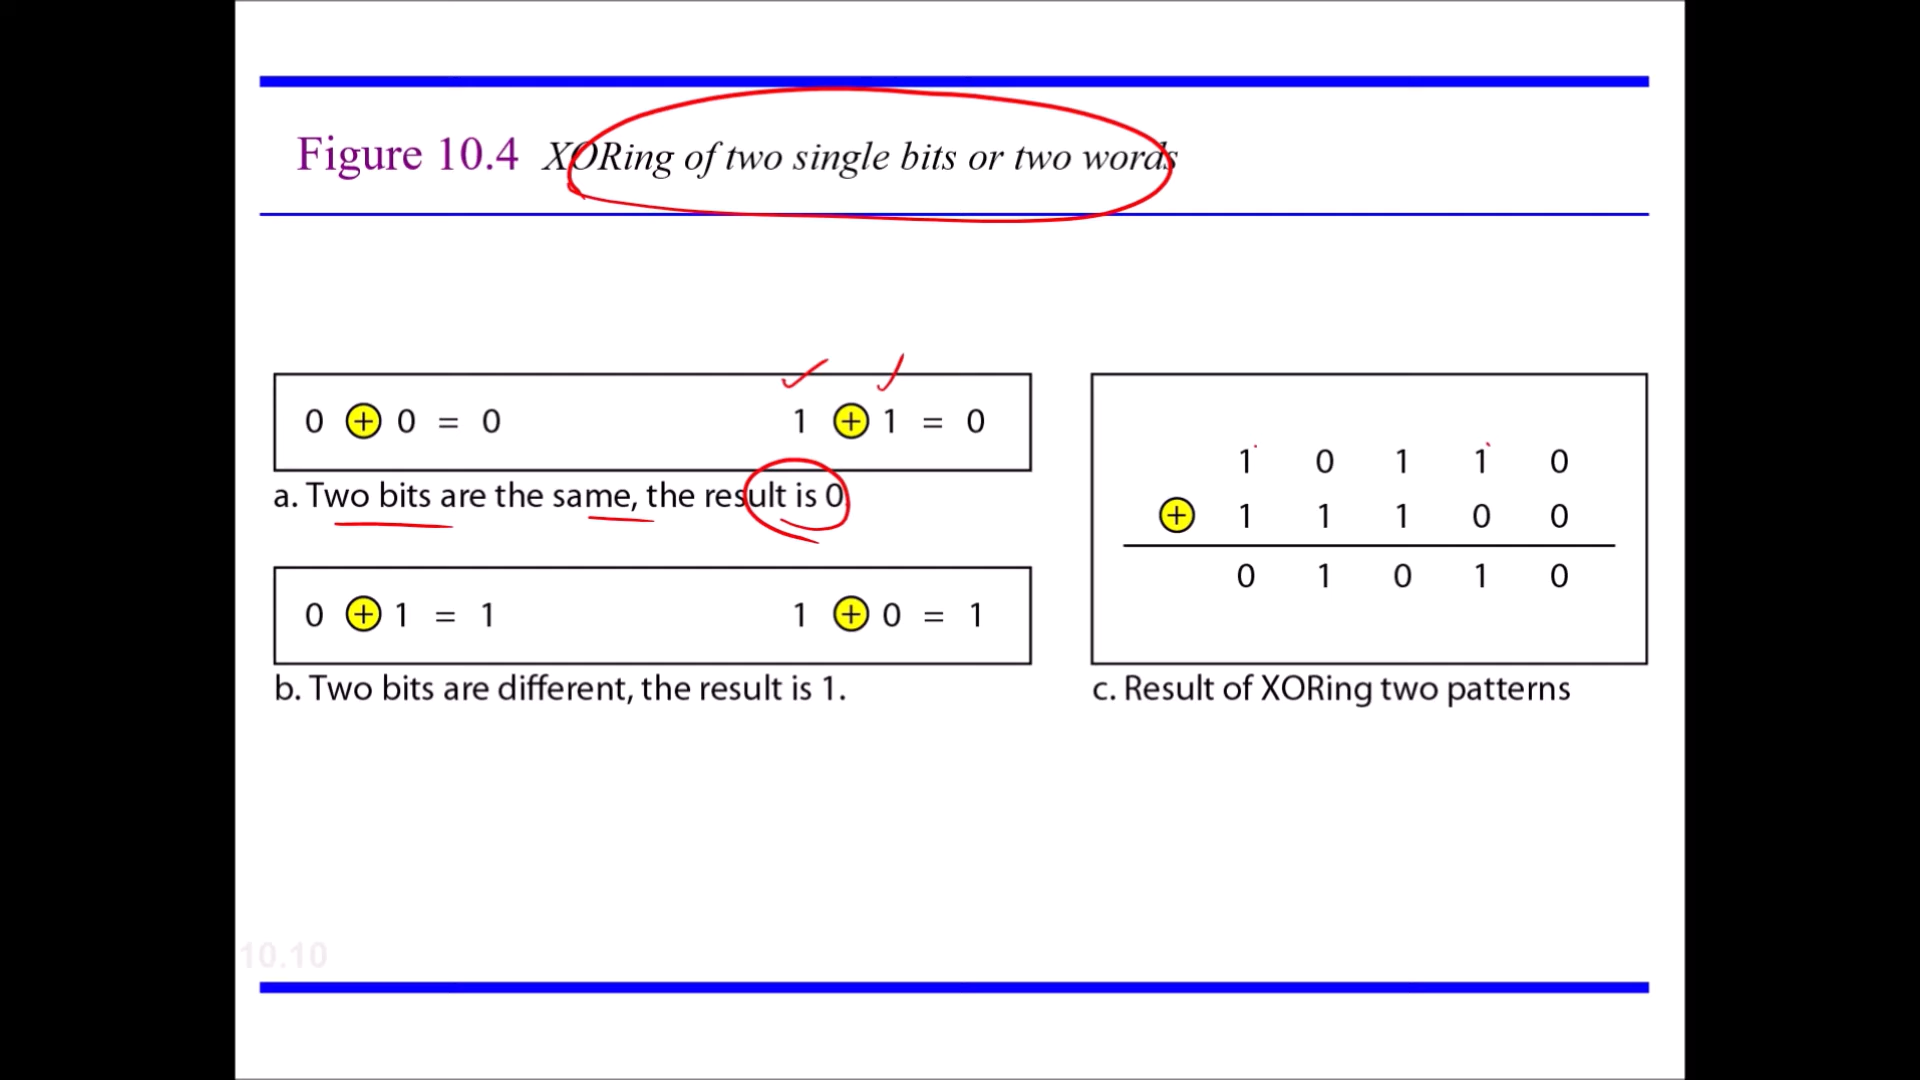 Figure 10.4 XORing of two single bits or two words
0 ⊕ 0 = 0 1 ⊕ 1 = 0
a. Two bits are the same, the result is 0
0 ⊕ 1 = 1 1 ⊕ 0 = 1
b. Two bits are different, the result is 1.
1 0 1 1 0
⊕ 1 1 1 0 0
0 1 0 1 0
c. Result of XORing two patterns
10.10